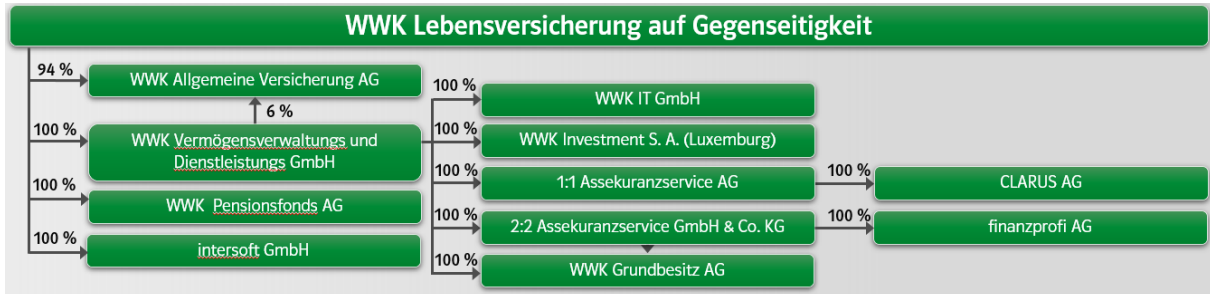 WWK Lebensversicherung auf Gegenseitigkeit
94 %
WWK Allgemeine Versicherung AG
6 %
100 %
WWK Vermögensverwaltungs und
Dienstleistungs GmbH
100 %
WWK Pensionsfonds AG
100 %
intersoft GmbH
100 %
WWK IT GmbH
100 %
WWK Investment S. A. (Luxemburg)
100 %
1:1 Assekuranzservice AG
100 %
CLARUS AG
100 %
2:2 Assekuranzservice GmbH & Co. KG
100 %
finanzprofi AG
100 %
WWK Grundbesitz AG